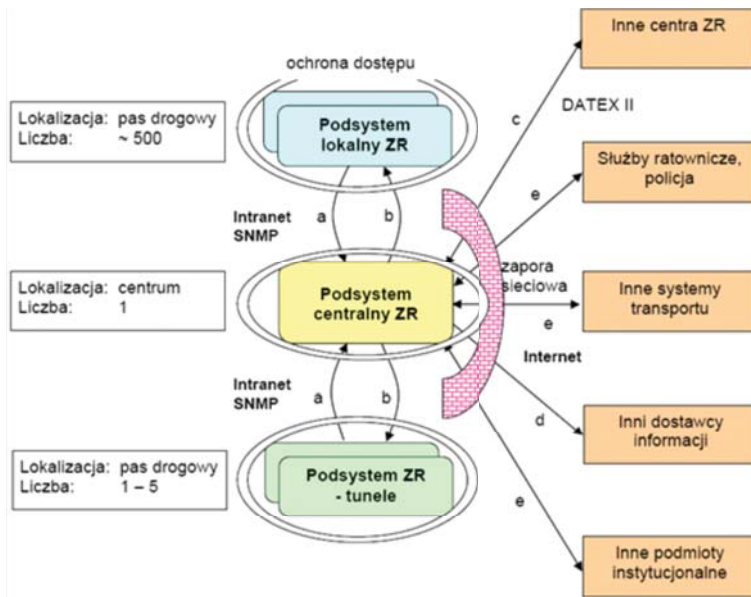 ochrona dostępu
Lokalizacja: pas drogowy
Liczba: ~ 500
Podsystem
lokalny ZR
a
b
Intranet
SNMP
Lokalizacja: centrum
Liczba: 1
Podsystem
centralny ZR
Intranet
SNMP
a
b
Lokalizacja: pas drogowy
Liczba: 1 – 5
Podsystem ZR
- tunele
zapora
sieciowa
Internet
c
DATEX II
e
e
d
e
Inne centra ZR
Służby ratownicze,
policja
Inne systemy
transportu
Inni dostawcy
informacji
Inne podmioty
instytucjonalne